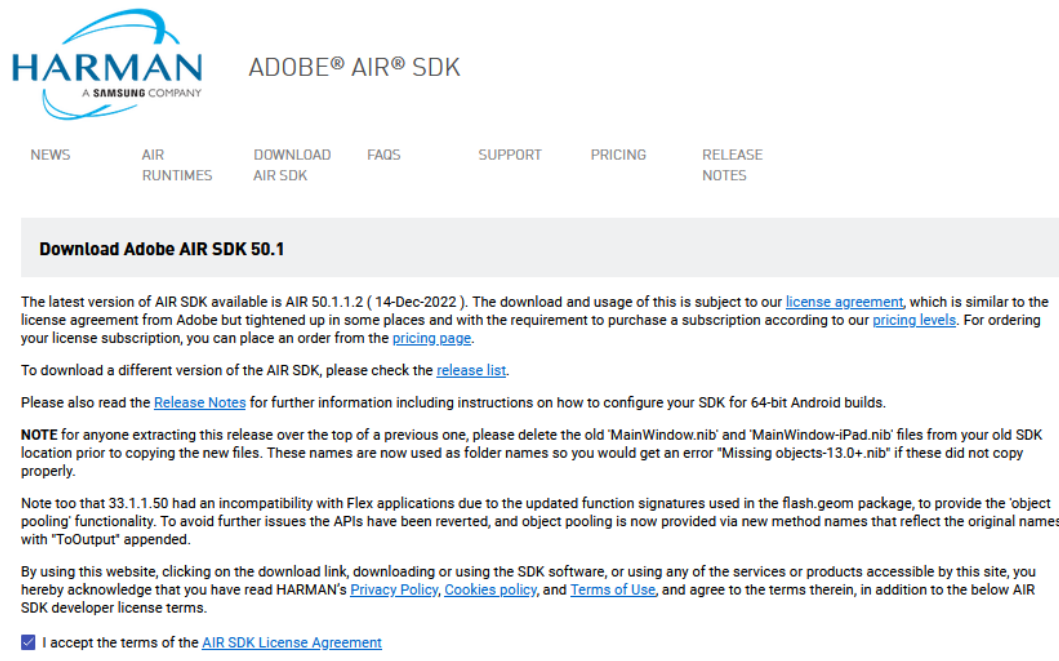 HARMAN
A SAMSUNG COMPANY
ADOBE® AIR® SDK
NEWS
AIR
RUNTIMES
DOWNLOAD
AIR SDK
FAQS
SUPPORT
PRICING
RELEASE
NOTES
Download Adobe AIR SDK 50.1
The latest version of AIR SDK available is AIR 50.1.1.2 ( 14-Dec-2022 ). The download and usage of this is subject to our license agreement, which is similar to the
license agreement from Adobe but tightened up in some places and with the requirement to purchase a subscription according to our pricing levels. For ordering
your license subscription, you can place an order from the pricing page.
To download a different version of the AIR SDK, please check the release list.
Please also read the Release Notes for further information including instructions on how to configure your SDK for 64-bit Android builds.
NOTE for anyone extracting this release over the top of a previous one, please delete the old 'MainWindow.nib' and 'MainWindow-iPad.nib' files from your old SDK
location prior to copying the new files. These names are now used as folder names so you would get an error "Missing objects-13.0+.nib" if these did not copy
properly.
Note too that 33.1.1.50 had an incompatibility with Flex applications due to the updated function signatures used in the flash.geom package, to provide the 'object
pooling' functionality. To avoid further issues the APIs have been reverted, and object pooling is now provided via new method names that reflect the original names
with "ToOutput" appended.
By using this website, clicking on the download link, downloading or using the SDK software, or using any of the services or products accessible by this site, you
hereby acknowledge that you have read HARMAN's Privacy Policy, Cookies policy, and Terms of Use, and agree to the terms therein, in addition to the below AIR
SDK developer license terms.
I accept the terms of the AIR SDK License Agreement